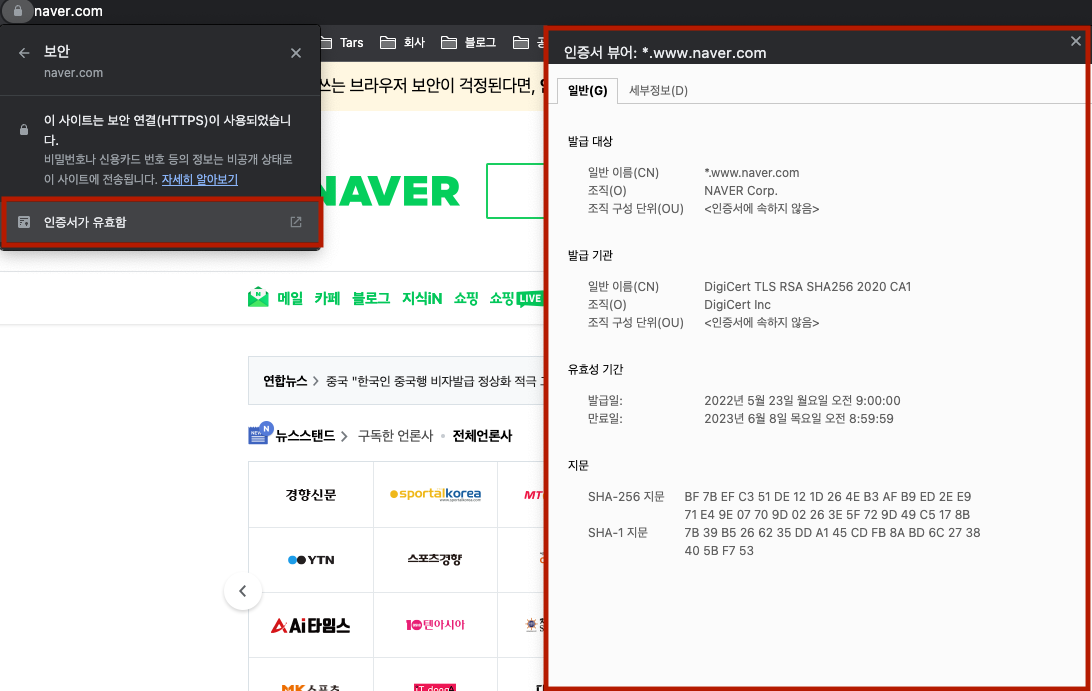 naver.com
보안
naver.com
이 사이트는 보안 연결(HTTPS)이 사용되었습니
다.
비밀번호나 신용카드 번호 등의 정보는 비공개 상태로
이 사이트에 전송됩니다. 자세히 알아보기
인증서가 유효함
Tars 회사 블로그
쓰는 브라우저 보안이 걱정된다면,
NAVER
메일 카페 블로그 지식iN 쇼핑 쇼핑LIVE
연합뉴스 > 중국 "한국인 중국행 비자발급 정상화 적극
뉴스스탠드 > 구독한 언론사 • 전체언론사
경향신문 sportalkorea
YTN 스포츠경향
Ai타임스 10텐아시아
MK스포츠 iT dongA
인증서 뷰어: *.www.naver.com
일반(G) 세부정보(D)
발급 대상
일반 이름(CN) *.www.naver.com
조직(O) NAVER Corp.
조직 구성 단위(OU) <인증서에 속하지 않음>
발급 기관
일반 이름(CN) DigiCert TLS RSA SHA256 2020 CA1
조직(O) DigiCert Inc
조직 구성 단위(OU) <인증서에 속하지 않음>
유효성 기간
발급일: 2022년 5월 23일 월요일 오전 9:00:00
만료일: 2023년 6월 8일 목요일 오전 8:59:59
지문
SHA-256 지문 BF 7B EF C3 51 DE 12 1D 26 4E B3 AF B9 ED 2E E9
71 E4 9E 07 70 9D 02 26 3E 5F 72 9D 49 C5 17 8B
SHA-1 지문 7B 39 B5 26 62 35 DD A1 45 CD FB 8A BD 6C 27 38
40 5B F7 53